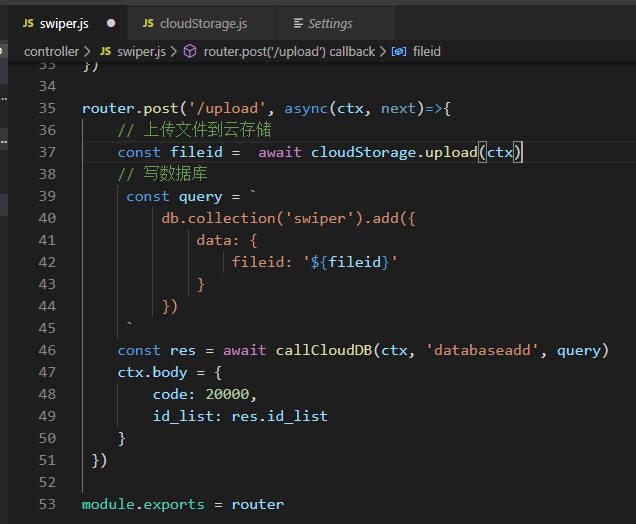 JS swiper.js ●
JS cloudStorage.js
Settings
controller > JS swiper.js > router.post('/upload') callback > fileid
33 })
34
35 router.post('/upload', async(ctx, next)=>{
36 // 上传文件到云存储
37 const fileid =  await cloudStorage.upload(ctx)
38 // 写数据库
39 const query = `
40 db.collection('swiper').add({
41 data: {
42 fileid: '${fileid}'
43 }
44 })
45 `
46 const res = await callCloudDB(ctx, 'databaseadd', query)
47 ctx.body = {
48 code: 20000,
49 id_list: res.id_list
50 }
51 })
52
53 module.exports = router